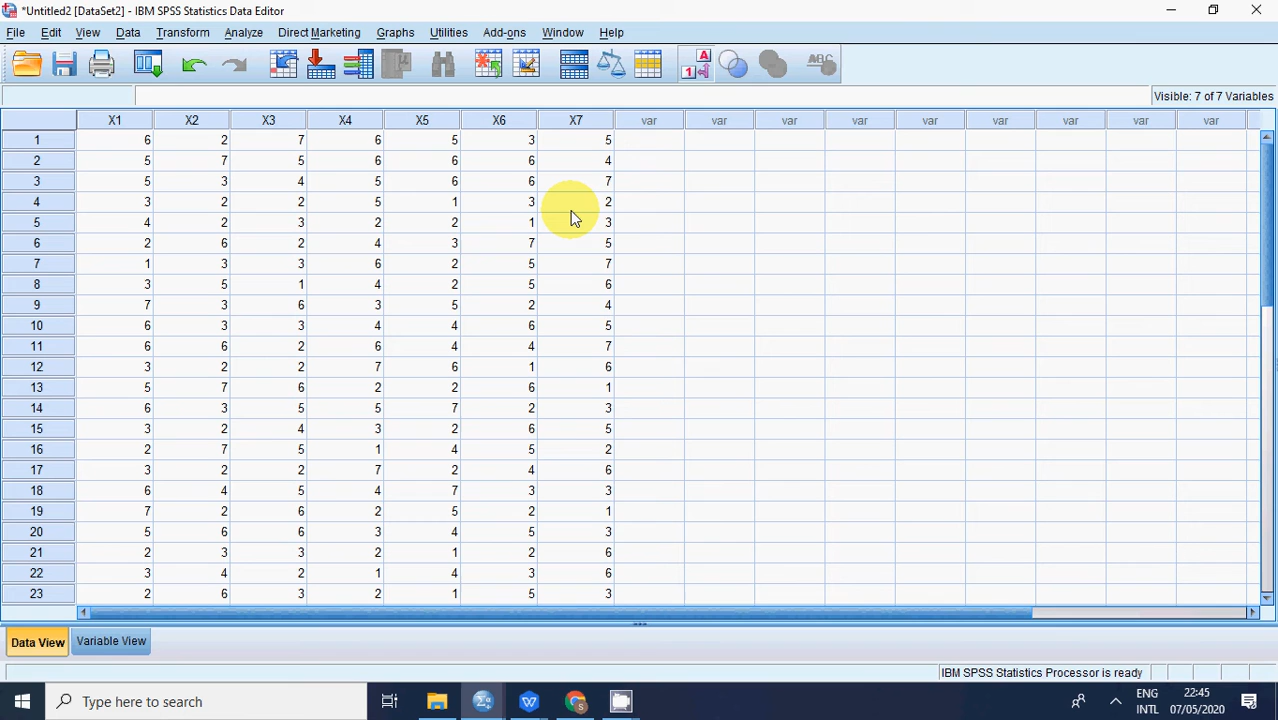 *Untitled2 [DataSet2] - IBM SPSS Statistics Data Editor
File Edit View Data Transform Analyze Direct Marketing Graphs Utilities Add-ons Window Help
A 1 ABC
Visible: 7 of 7 Variables
X1 X2 X3 X4 X5 X6 X7 var var var var var var var var var
1 6 2 7 6 5 3 5
2 5 7 5 6 6 6 4
3 5 3 4 5 6 6 7
4 3 2 2 5 1 3 2
5 4 2 3 2 2 1 3
6 2 6 2 4 3 7 5
7 1 3 3 6 2 5 7
8 3 5 1 4 2 5 6
9 7 3 6 3 5 2 4
10 6 3 3 4 4 6 5
11 6 6 2 6 4 4 7
12 3 2 2 7 6 1 6
13 5 7 6 2 2 6 1
14 6 3 5 5 7 2 3
15 3 2 4 3 2 6 5
16 2 7 5 1 4 5 2
17 3 2 2 7 2 4 6
18 6 4 5 4 7 3 3
19 7 2 6 2 5 2 1
20 5 6 6 3 4 5 3
21 2 3 3 2 1 2 6
22 3 4 2 1 4 3 6
23 2 6 3 2 1 5 3
Data View Variable View
IBM SPSS Statistics Processor is ready
Type here to search
ENG 22:45
INTL 07/05/2020